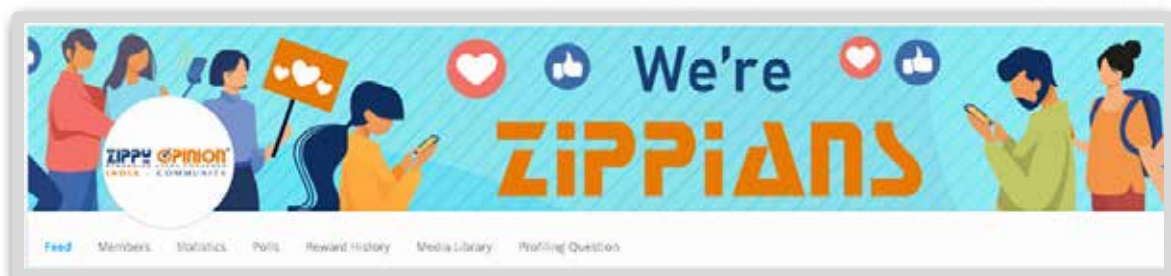 We're
ZiPPiANS
ZIPPY OPINION
INDIA - COMMUNITY
Feed Members Statistics Polls Reward History Media Library Profiling Question